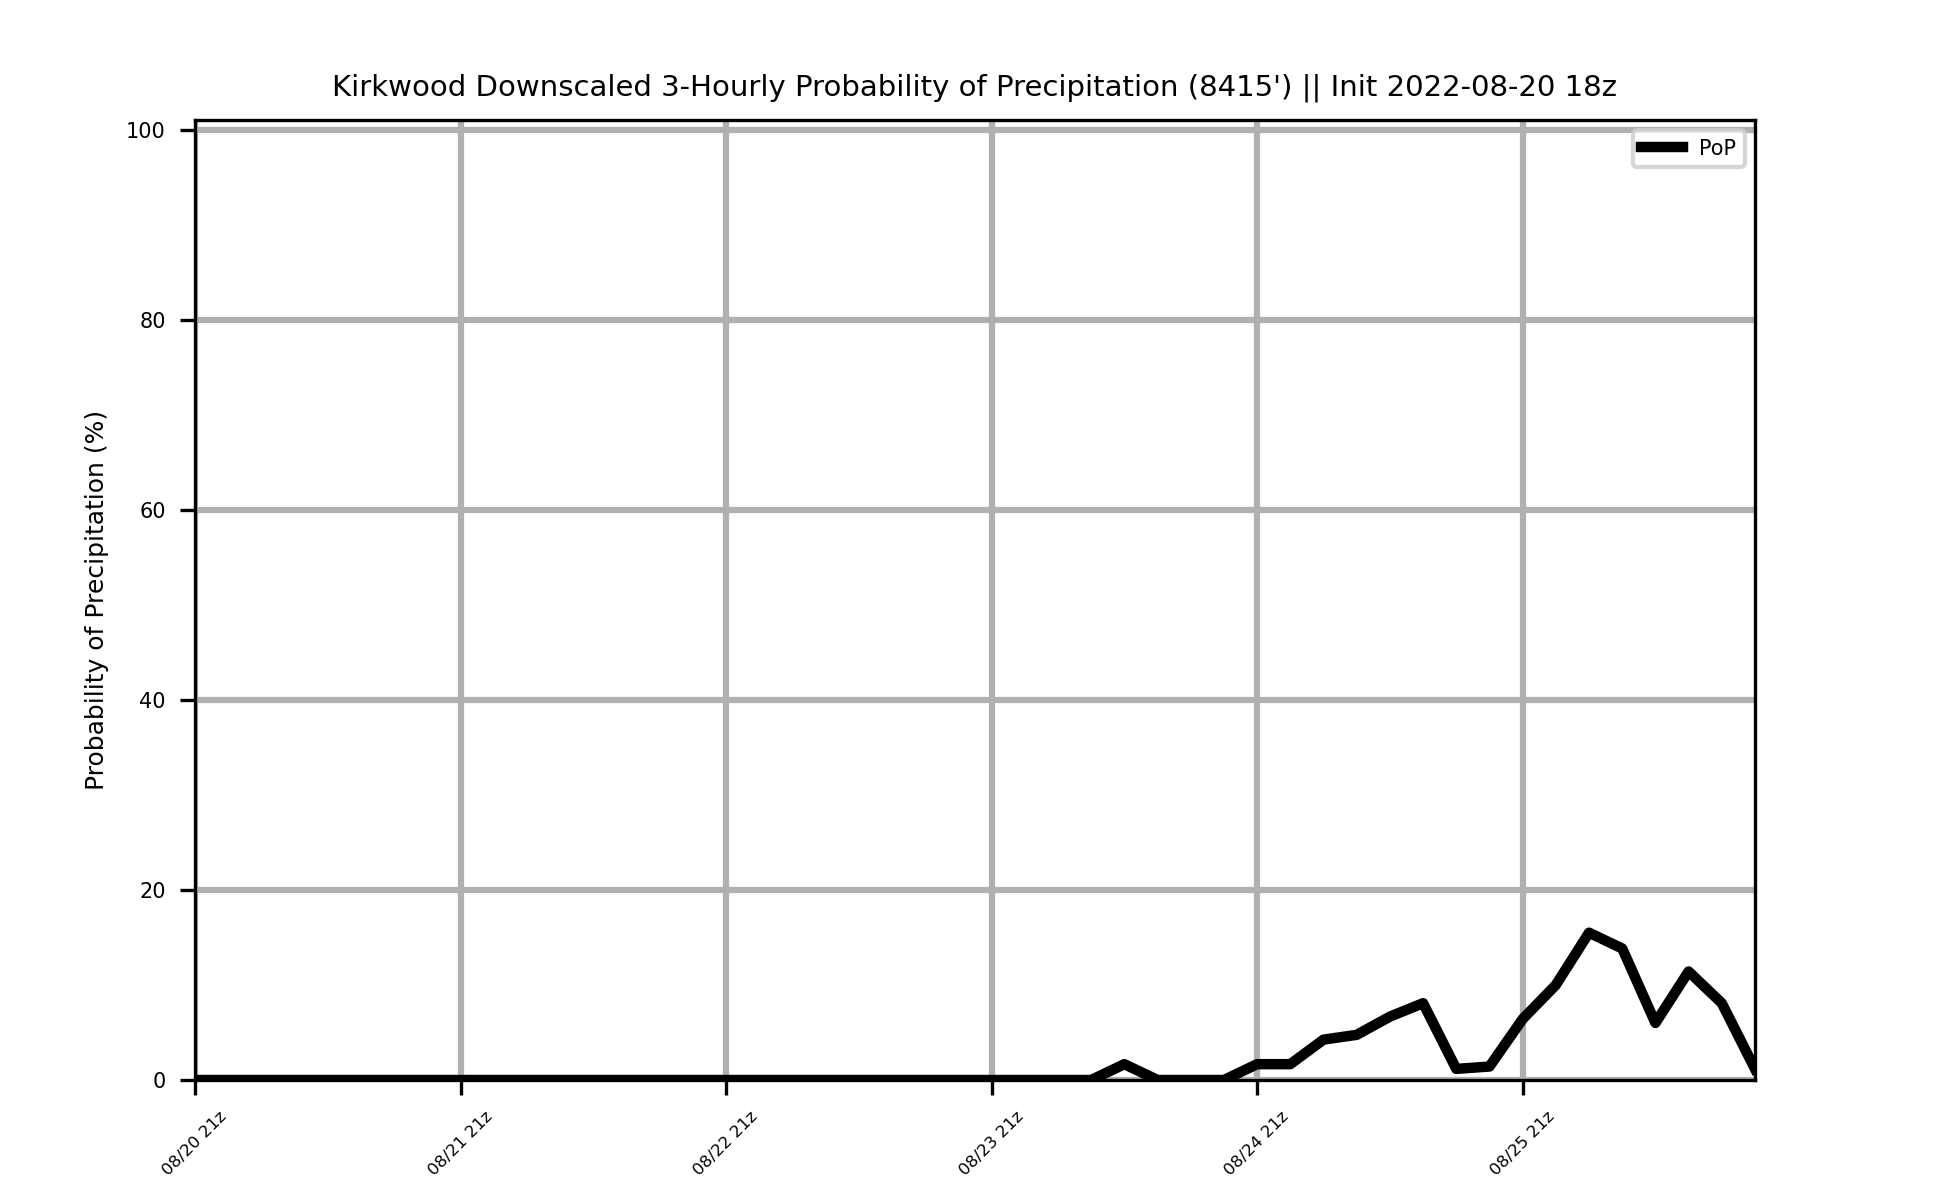 Kirkwood Downscaled 3-Hourly Probability of Precipitation (8415') || Init 2022-08-20 18z
PoP
Probability of Precipitation (%)
100
80
60
40
20
0
08/20 21z
08/21 21z
08/22 21z
08/23 21z
08/24 21z
08/25 21z